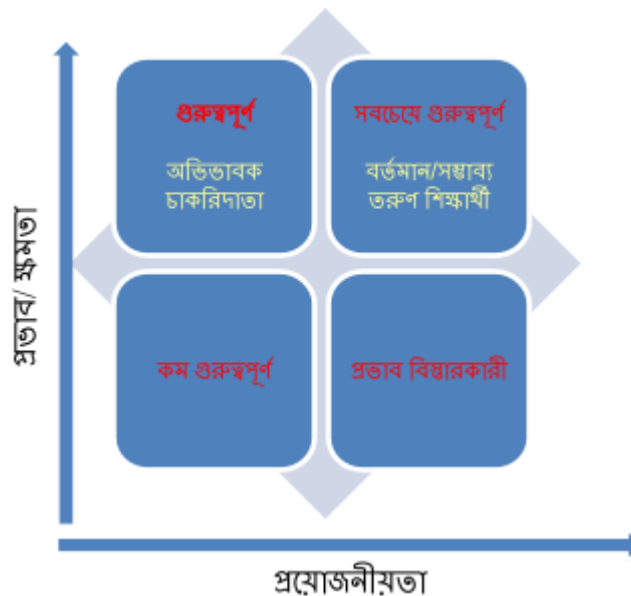 প্রভাব/ ক্ষমতা
গুরুত্বপূর্ণ
অভিভাবক
চাকরিদাতা
সবচেয়ে গুরুত্বপূর্ণ
বর্তমান/সম্ভাব্য
তরুণ শিক্ষার্থী
কম গুরুত্বপূর্ণ
প্রভাব বিস্তারকারী
প্রয়োজনীয়তা